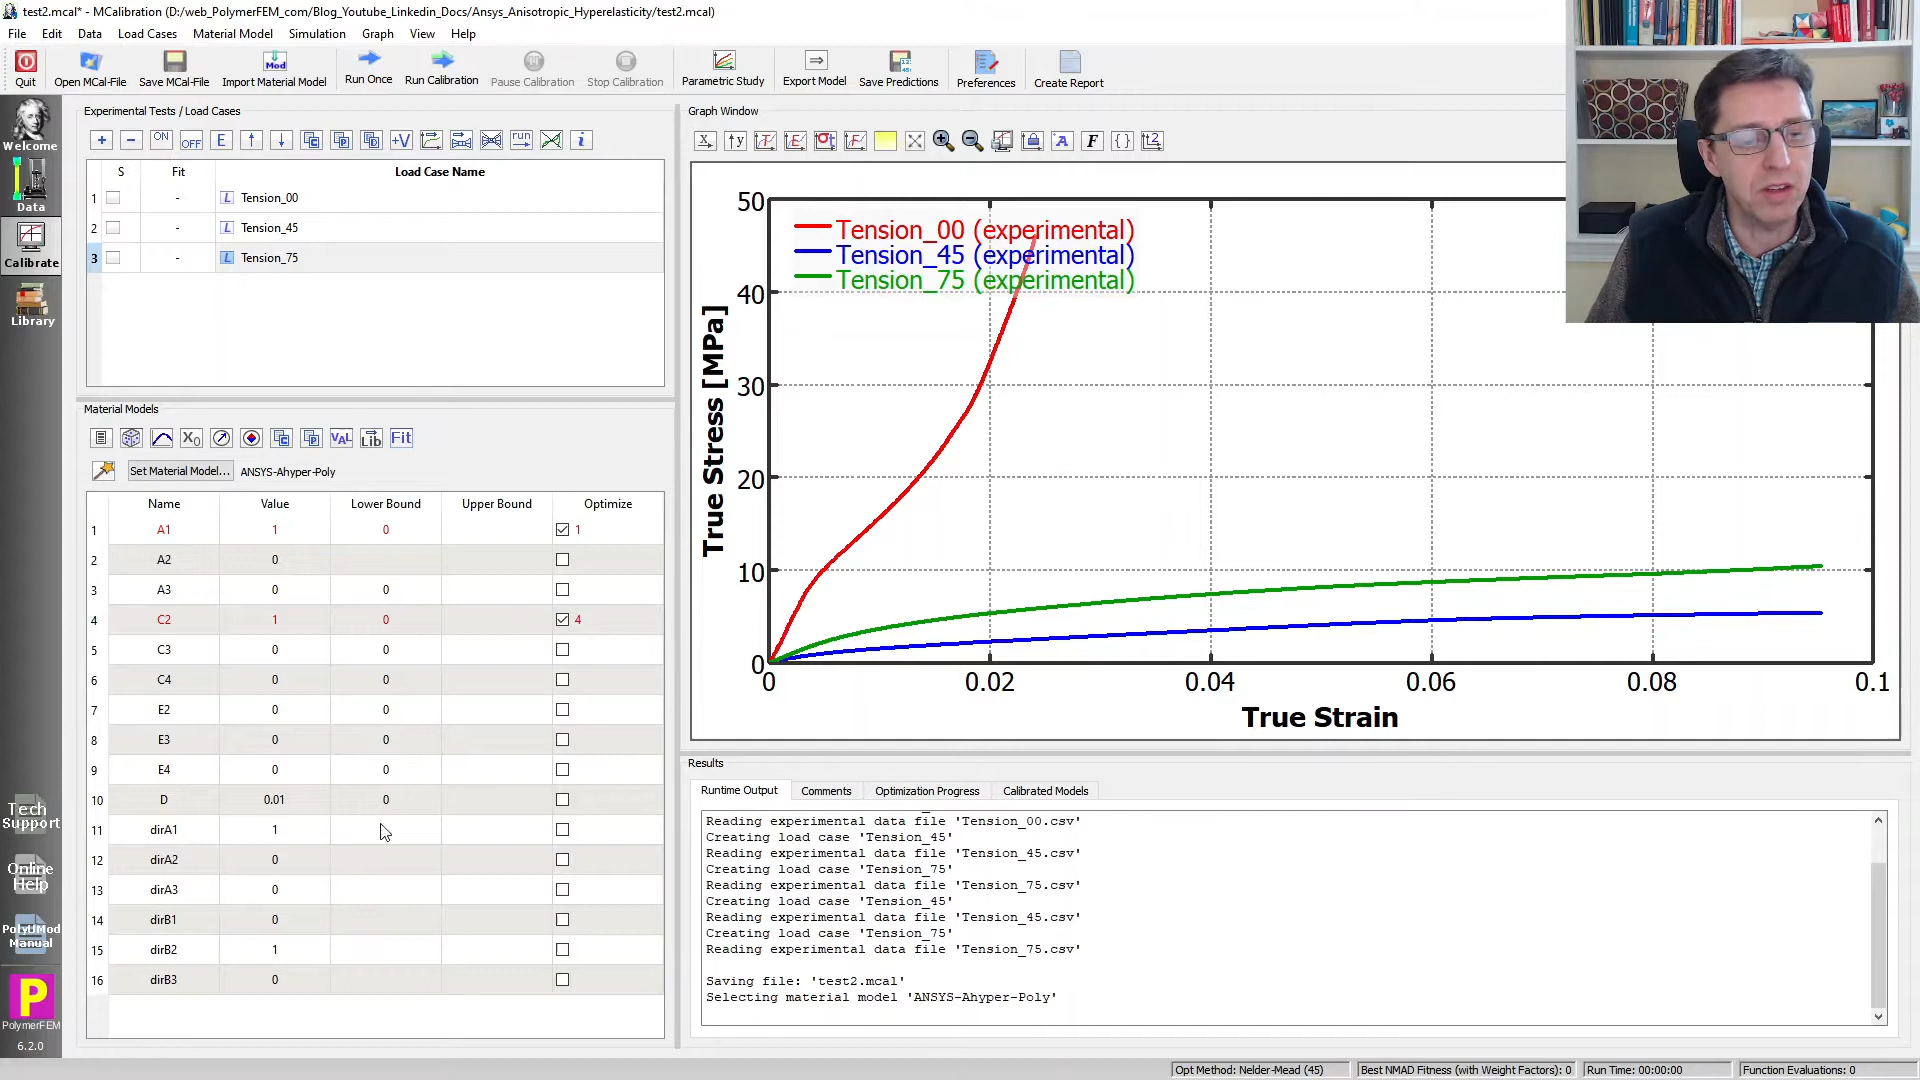 test2.mcal* - MCalibration (D:/web_PolymerFEM_com/Blog_Youtube_Linkedin_Docs/Ansys_Anisotropic_Hyperelasticity/test2.mcal)
File Edit Data Load Cases Material Model Simulation Graph View Help
Quit Open MCal-File Save MCal-File Import Material Model Run Once Run Calibration Pause Calibration Stop Calibration Parametric Study Export Model Save Predictions Preferences Create Report
Welcome
Data
Calibrate
Library
Tech Support
Online Help
PolyUMod Manual
PolymerFEM
6.2.0
Experimental Tests / Load Cases
+ - ON OFF E +V run i
S Fit Load Case Name
1 - L Tension_00
2 - L Tension_45
3 - L Tension_75
Material Models
X0 VAL Lib Fit
Set Material Model... ANSYS-Ahyper-Poly
Name Value Lower Bound Upper Bound Optimize
1 A1 1 0 1
2 A2 0
3 A3 0 0
4 C2 1 0 4
5 C3 0 0
6 C4 0 0
7 E2 0 0
8 E3 0 0
9 E4 0 0
10 D 0.01 0
11 dirA1 1
12 dirA2 0
13 dirA3 0
14 dirB1 0
15 dirB2 1
16 dirB3 0
Graph Window
Tension_00 (experimental)
Tension_45 (experimental)
Tension_75 (experimental)
True Stress [MPa]
50
40
30
20
10
0
0 0.02 0.04 0.06 0.08 0.1
True Strain
Results
Runtime Output Comments Optimization Progress Calibrated Models
Reading experimental data file 'Tension_00.csv'
Creating load case 'Tension_45'
Reading experimental data file 'Tension_45.csv'
Creating load case 'Tension_75'
Reading experimental data file 'Tension_75.csv'
Creating load case 'Tension_45'
Reading experimental data file 'Tension_45.csv'
Creating load case 'Tension_75'
Reading experimental data file 'Tension_75.csv'
Saving file: 'test2.mcal'
Selecting material model 'ANSYS-Ahyper-Poly'
Opt Method: Nelder-Mead (45) Best NMAD Fitness (with Weight Factors): 0 Run Time: 00:00:00 Function Evaluations: 0